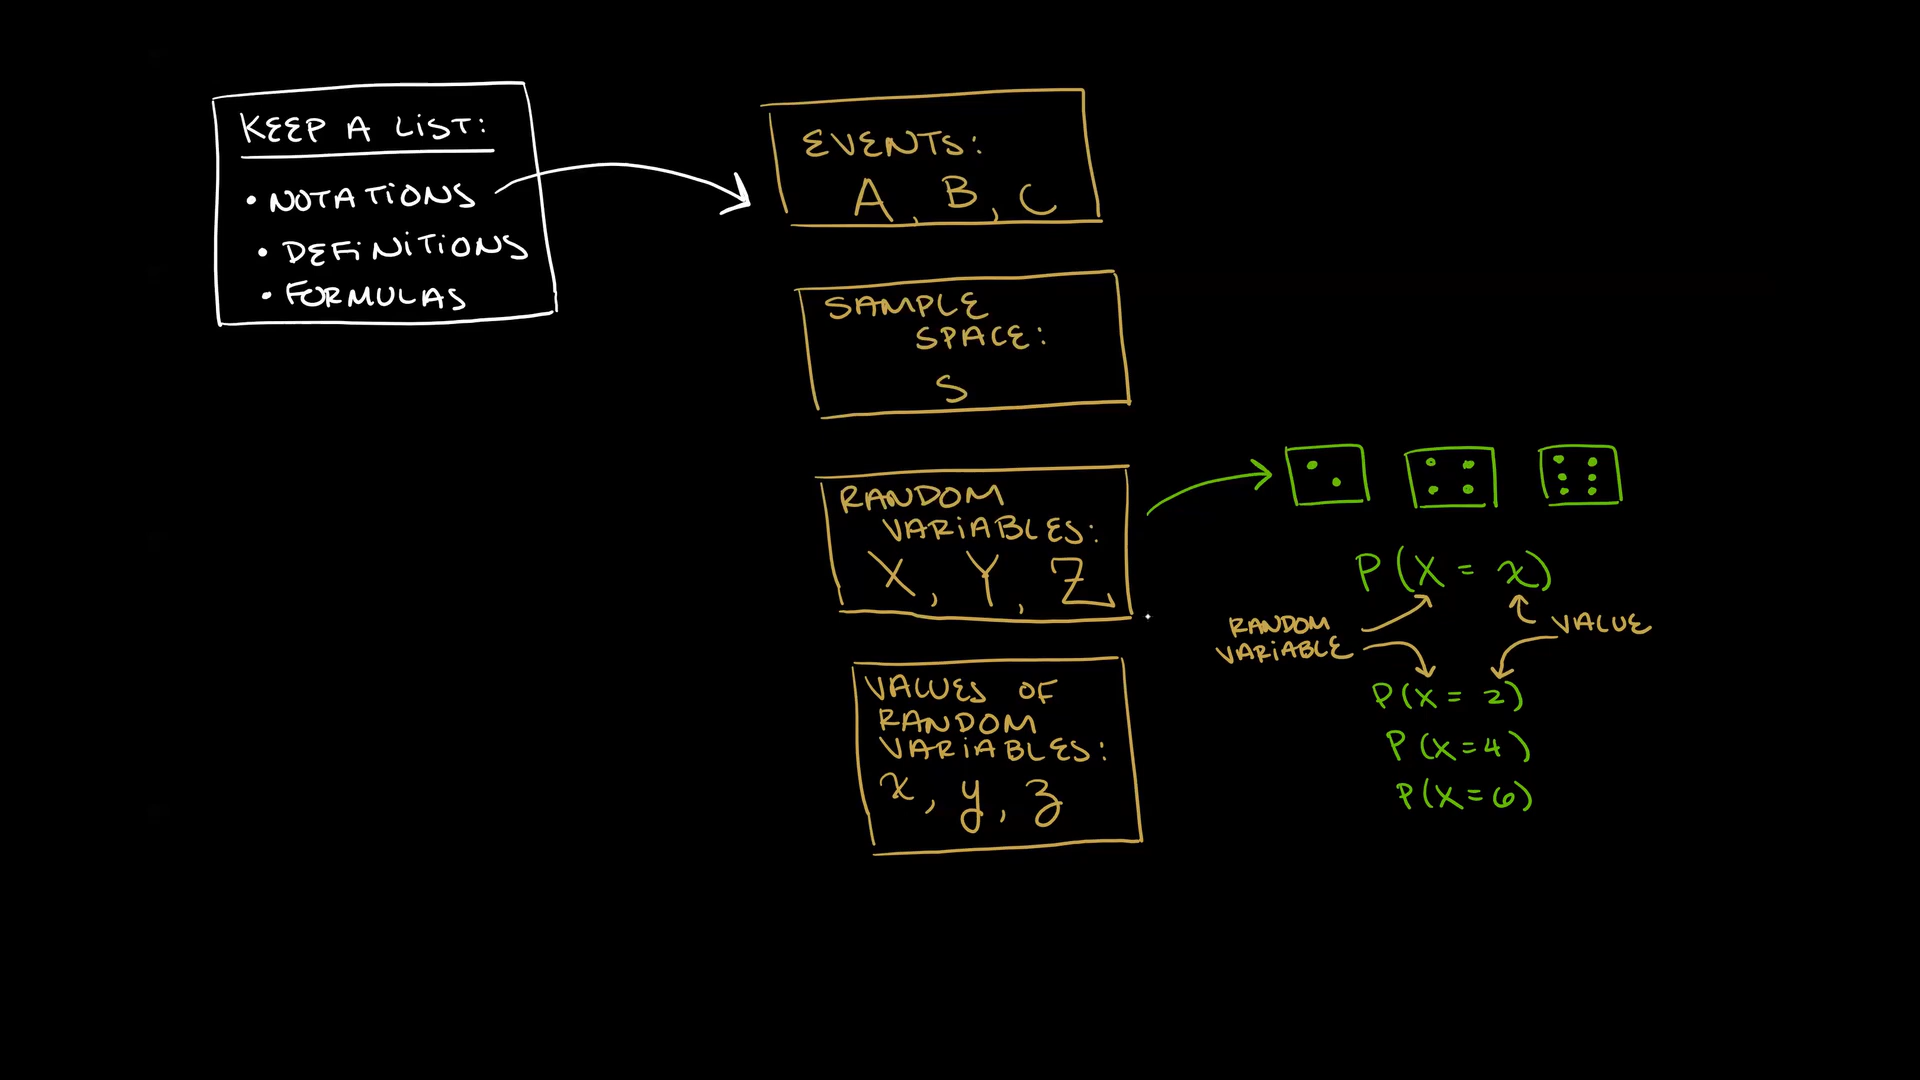 KEEP A LIST:
• NOTATIONS
• DEFINITIONS
• FORMULAS
EVENTS:
A, B, C
SAMPLE
SPACE:
S
RANDOM
VARIABLES:
X, Y, Z
VALUES OF
RANDOM
VARIABLES:
x, y, z
P(X = x)
RANDOM
VARIABLE
VALUE
P(X = 2)
P(X=4)
P(X=6)